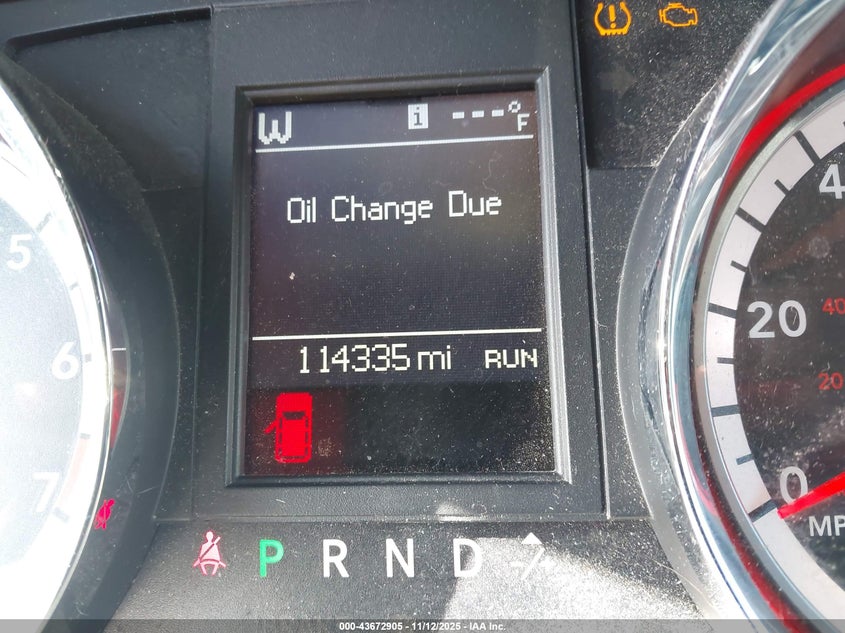 W i ---°F
Oil Change Due
114335 mi RUN
5
6
7
P R N D
4
20
40
20
0
MP
000-43672905 - 11/12/2025 - IAA Inc.